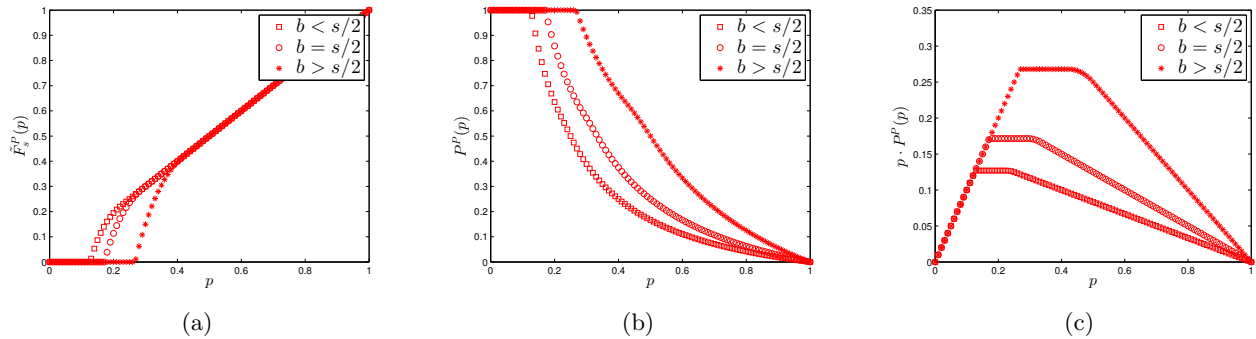 1
0.9
0.8
0.7
0.6
0.5
0.4
0.3
0.2
0.1
0
0 0.2 0.4 0.6 0.8 1
p
F̃_s^P(p)
b < s/2
b = s/2
b > s/2
(a)
1
0.9
0.8
0.7
0.6
0.5
0.4
0.3
0.2
0.1
0
0 0.2 0.4 0.6 0.8 1
p
P^P(p)
b < s/2
b = s/2
b > s/2
(b)
0.35
0.3
0.25
0.2
0.15
0.1
0.05
0
0 0.2 0.4 0.6 0.8 1
p
p · P^P(p)
b < s/2
b = s/2
b > s/2
(c)